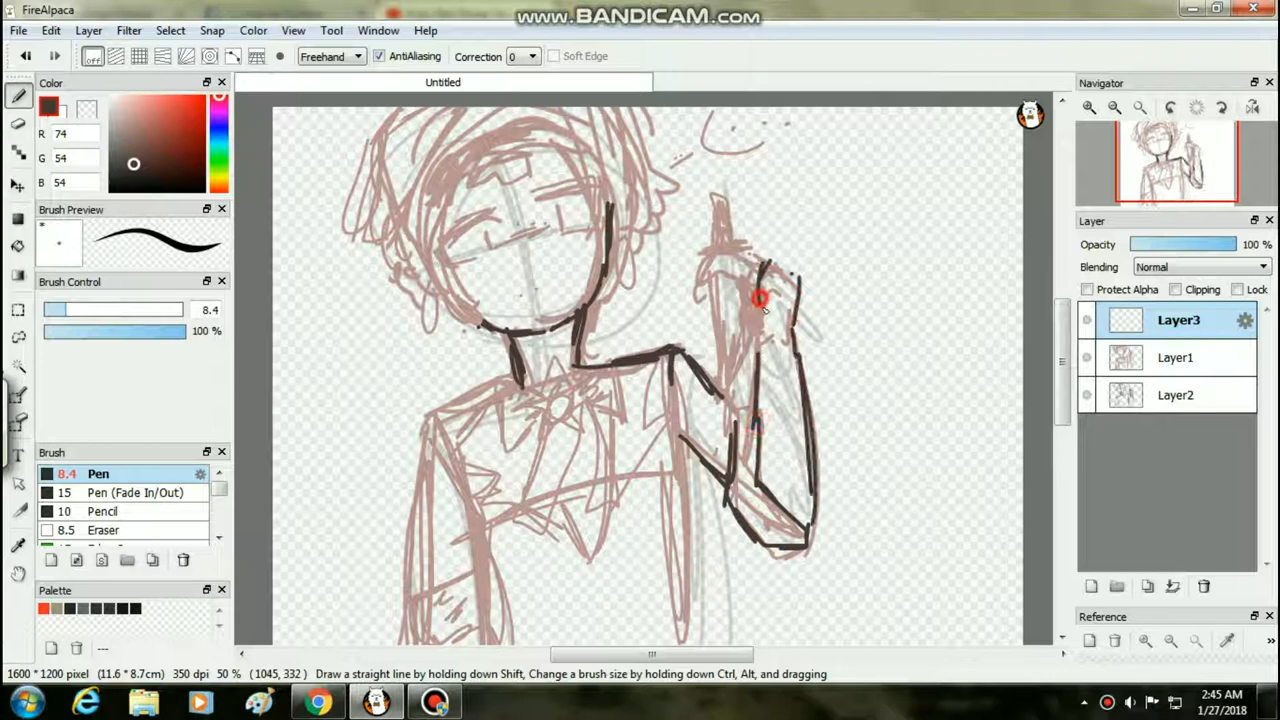 FireAlpaca
www.BANDICAM.com
File Edit Layer Filter Select Snap Color View Tool Window Help
off Freehand AntiAliasing Correction 0 Soft Edge
Color
Untitled
Navigator
R 74
G 54
B 54
Brush Preview
*
Layer
Opacity 100 %
Blending Normal
Protect Alpha Clipping Lock
Brush Control
8.4
100 %
Layer3
Layer1
Layer2
Brush
8.4 Pen
15 Pen (Fade In/Out)
10 Pencil
8.5 Eraser
Palette
---
Reference
1600 * 1200 pixel (11.6 * 8.7cm) 350 dpi 50 % (1045, 332) Draw a straight line by holding down Shift, Change a brush size by holding down Ctrl, Alt, and dragging
2:45 AM
1/27/2018